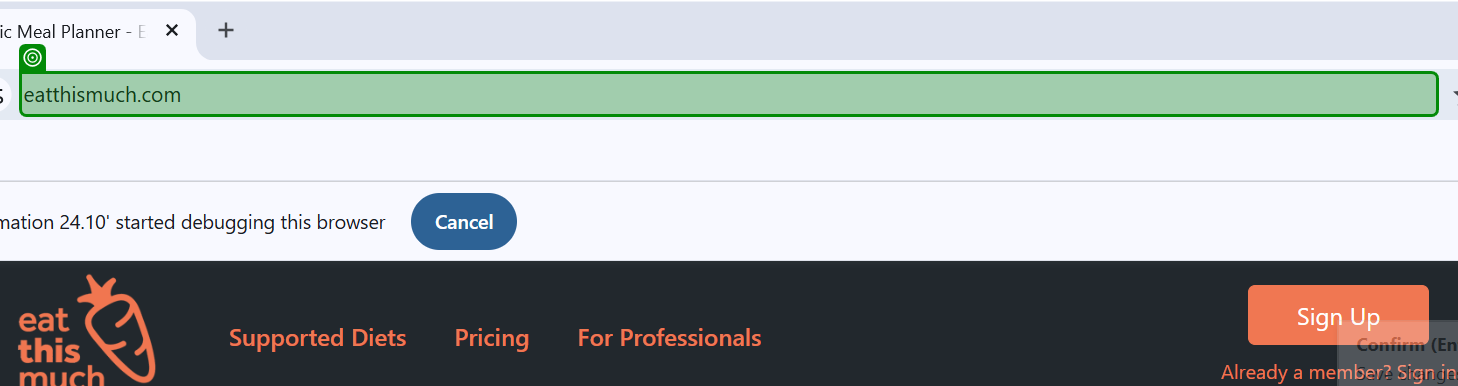 ic Meal Planner - E
eatthismuch.com
mation 24.10' started debugging this browser
Cancel
eat
this
much
Supported Diets
Pricing
For Professionals
Sign Up
Confirm (En
Already a member? Sign in